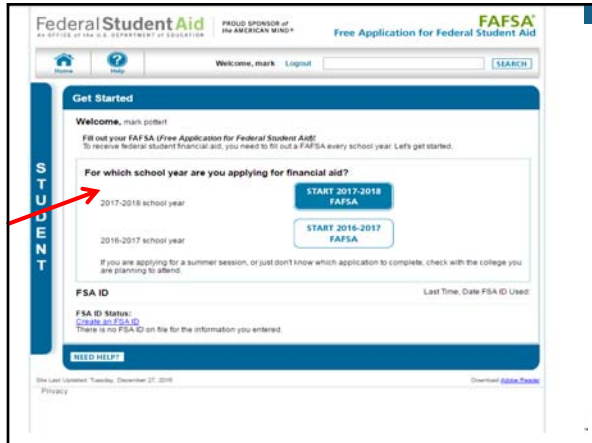 Federal Student Aid
An OFFICE of the U.S. DEPARTMENT of EDUCATION
PROUD SPONSOR of
the AMERICAN MIND®
FAFSA®
Free Application for Federal Student Aid
Home
Help
Welcome, mark Logout
SEARCH
STUDENT
Get Started
Welcome, mark potterl
Fill out your FAFSA (Free Application for Federal Student Aid)!
To receive federal student financial aid, you need to fill out a FAFSA every school year. Let's get started.
For which school year are you applying for financial aid?
2017-2018 school year
START 2017-2018
FAFSA
2016-2017 school year
START 2016-2017
FAFSA
If you are applying for a summer session, or just don't know which application to complete, check with the college you
are planning to attend.
FSA ID
Last Time, Date FSA ID Used:
FSA ID Status:
Create an FSA ID
There is no FSA ID on file for the information you entered.
NEED HELP?
Site Last Updated: Tuesday, December 27, 2016
Download Adobe Reader
Privacy